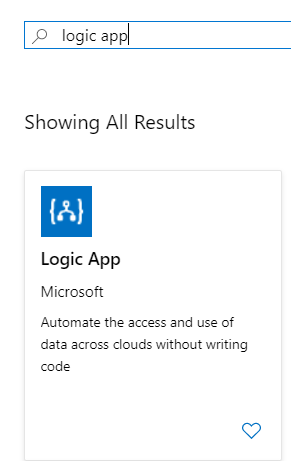 logic app
Showing All Results
Logic App
Microsoft
Automate the access and use of
data across clouds without writing
code